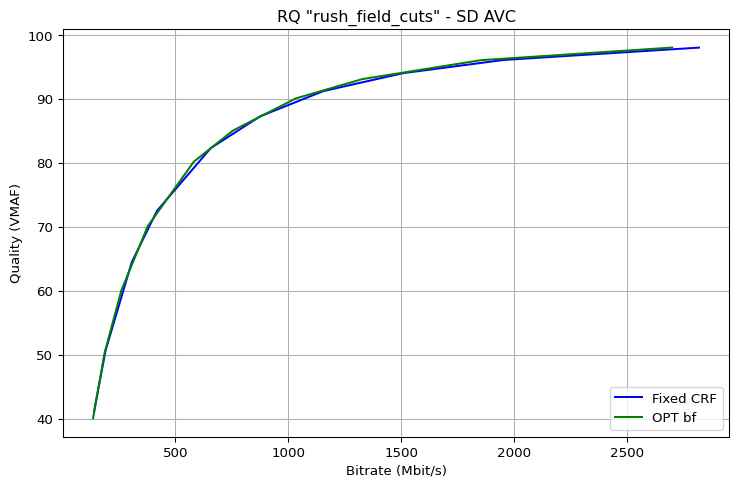 RQ "rush_field_cuts" - SD AVC
100
90
80
70
60
50
40
Quality (VMAF)
500
1000
1500
2000
2500
Bitrate (Mbit/s)
Fixed CRF
OPT bf